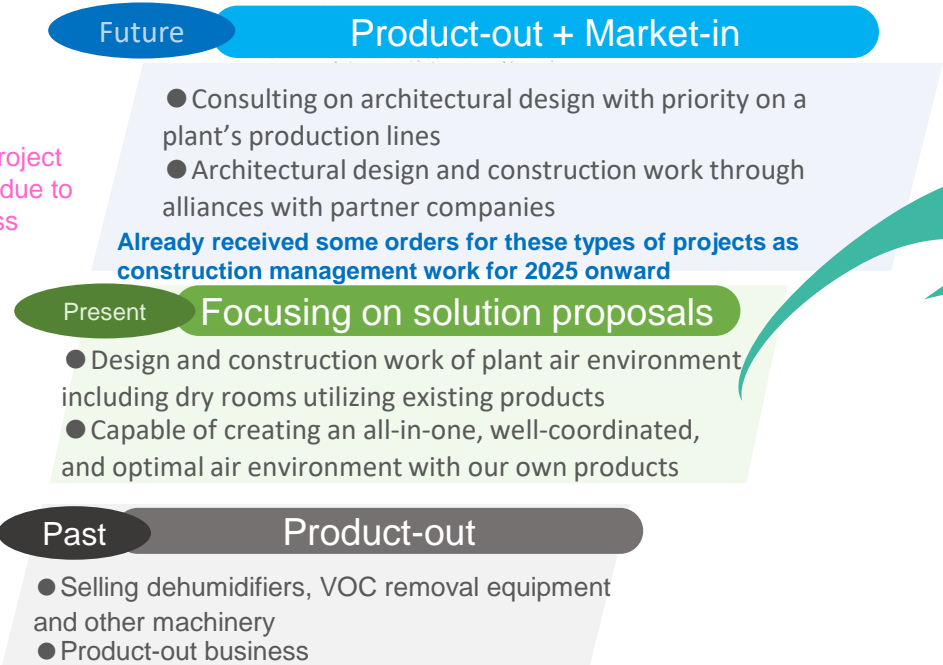 Future
Product-out + Market-in
● Consulting on architectural design with priority on a
plant's production lines
● Architectural design and construction work through
alliances with partner companies
roject
due to
ss
Already received some orders for these types of projects as
construction management work for 2025 onward
Present
Focusing on solution proposals
● Design and construction work of plant air environment
including dry rooms utilizing existing products
● Capable of creating an all-in-one, well-coordinated,
and optimal air environment with our own products
Past
Product-out
● Selling dehumidifiers, VOC removal equipment
and other machinery
● Product-out business